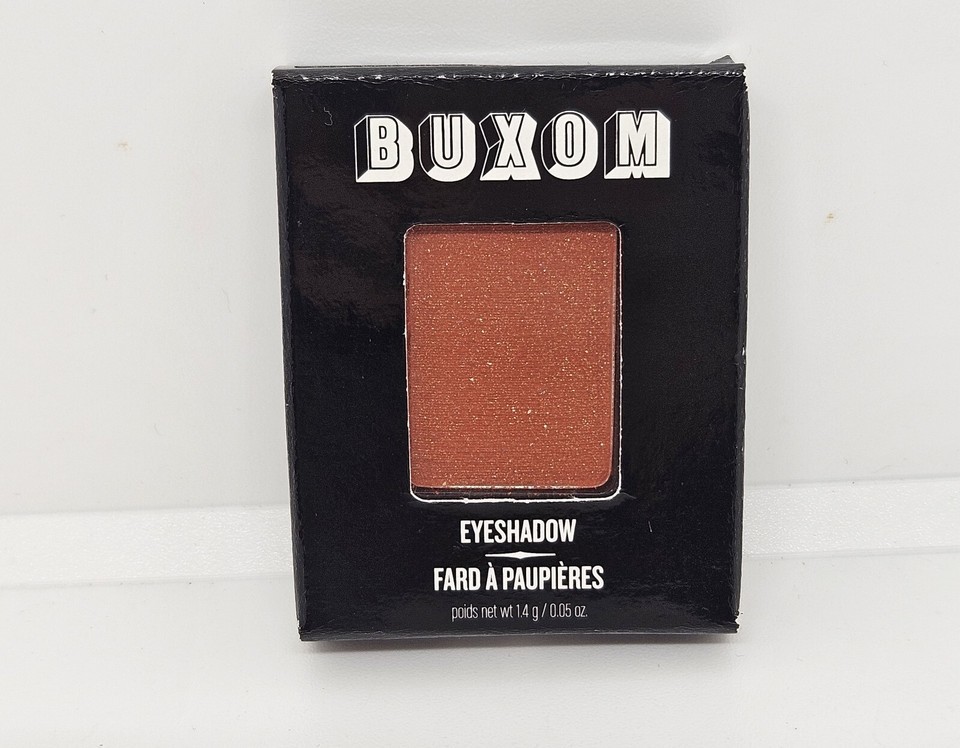 BUXOM
EYESHADOW
FARD À PAUPIÈRES
poids net wt 1.4 g / 0.05 oz.